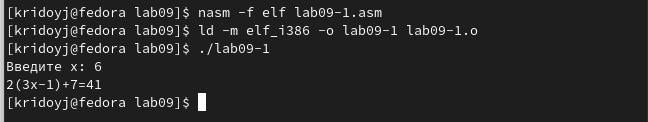 [kridoyj@fedora lab09]$ nasm -f elf lab09-1.asm
[kridoyj@fedora lab09]$ ld -m elf_i386 -o lab09-1 lab09-1.o
[kridoyj@fedora lab09]$ ./lab09-1
Введите x: 6
2(3x-1)+7=41
[kridoyj@fedora lab09]$